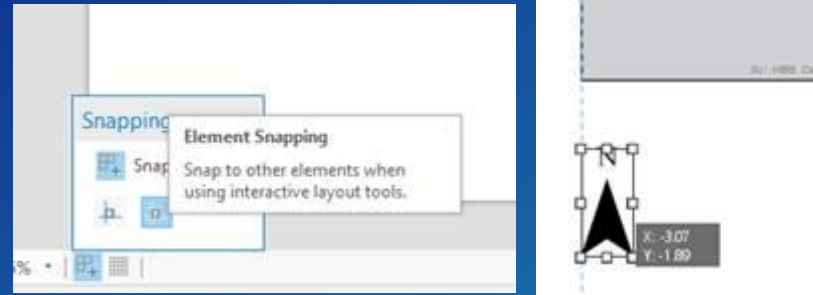 Snapping
Element Snapping
Snap to other elements when
using interactive layout tools.
Snap
5%
N
X: -3.07
Y: -1.89